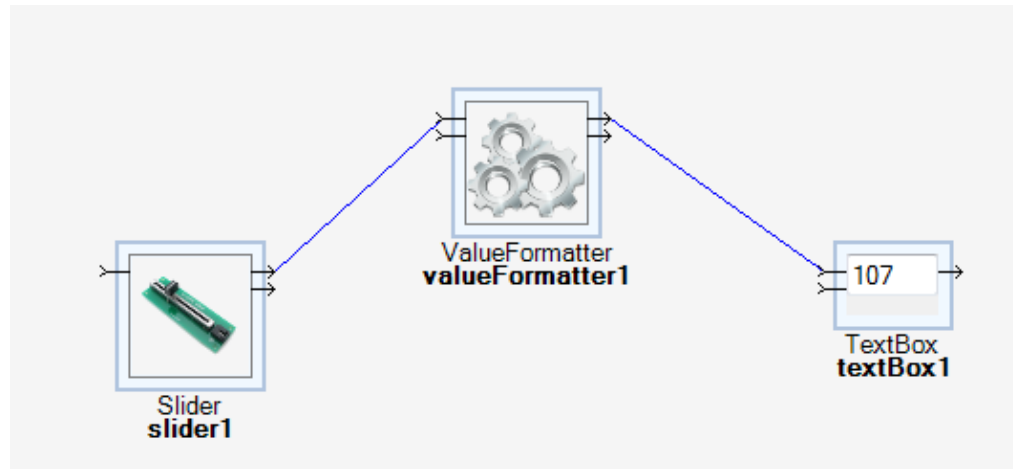 ValueFormatter
valueFormatter1
107
TextBox
textBox1
Slider
slider1